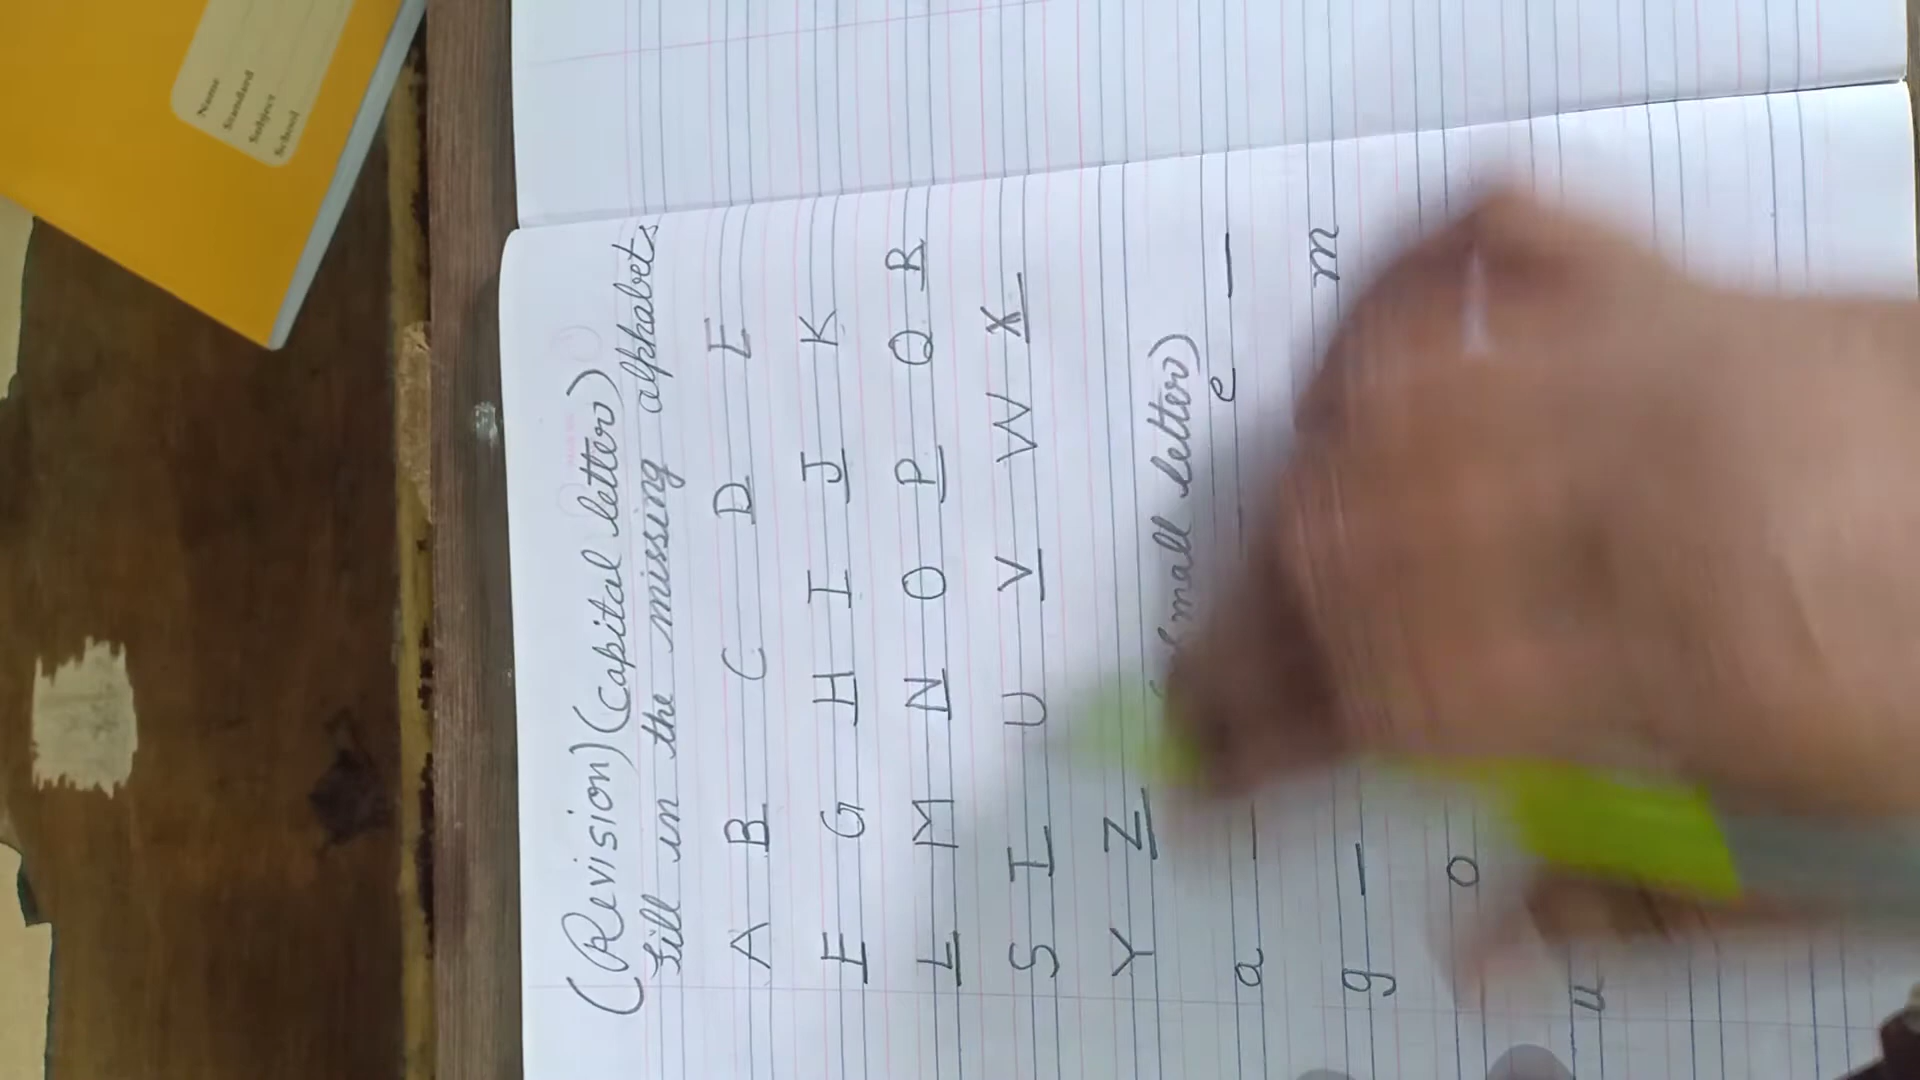 (Revision) (Capital letter)
Fill in the missing alphabets
A B C D E
F G H I J K
L M N O P Q R
S I U V W X
Y Z
small letter)
a _ e _
g _ m
o
u
Name
Standard
Subject
School